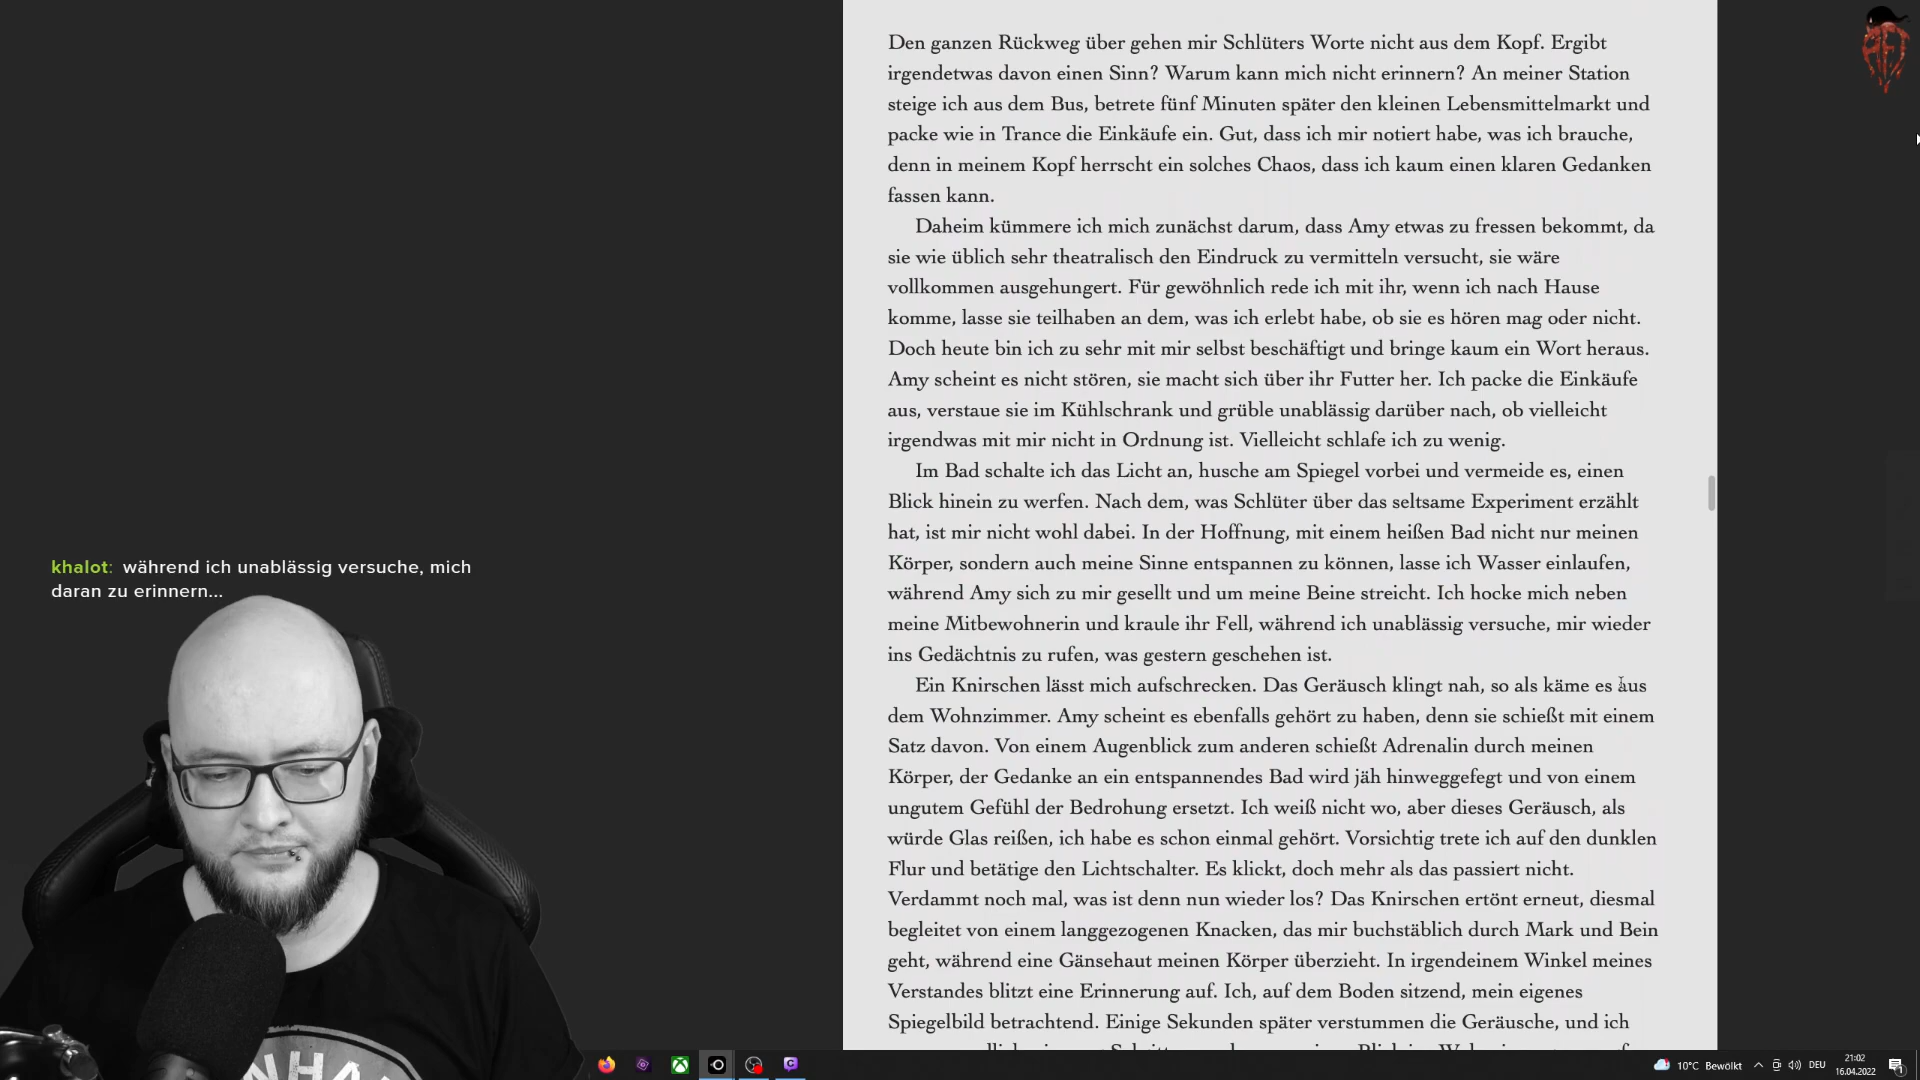 Den ganzen Rückweg über gehen mir Schlüters Worte nicht aus dem Kopf. Ergibt
irgendetwas davon einen Sinn? Warum kann mich nicht erinnern? An meiner Station
steige ich aus dem Bus, betrete fünf Minuten später den kleinen Lebensmittelmarkt und
packe wie in Trance die Einkäufe ein. Gut, dass ich mir notiert habe, was ich brauche,
denn in meinem Kopf herrscht ein solches Chaos, dass ich kaum einen klaren Gedanken
fassen kann.
Daheim kümmere ich mich zunächst darum, dass Amy etwas zu fressen bekommt, da
sie wie üblich sehr theatralisch den Eindruck zu vermitteln versucht, sie wäre
vollkommen ausgehungert. Für gewöhnlich rede ich mit ihr, wenn ich nach Hause
komme, lasse sie teilhaben an dem, was ich erlebt habe, ob sie es hören mag oder nicht.
Doch heute bin ich zu sehr mit mir selbst beschäftigt und bringe kaum ein Wort heraus.
Amy scheint es nicht stören, sie macht sich über ihr Futter her. Ich packe die Einkäufe
aus, verstaue sie im Kühlschrank und grüble unablässig darüber nach, ob vielleicht
irgendwas mit mir nicht in Ordnung ist. Vielleicht schlafe ich zu wenig.
Im Bad schalte ich das Licht an, husche am Spiegel vorbei und vermeide es, einen
Blick hinein zu werfen. Nach dem, was Schlüter über das seltsame Experiment erzählt
hat, ist mir nicht wohl dabei. In der Hoffnung, mit einem heißen Bad nicht nur meinen
Körper, sondern auch meine Sinne entspannen zu können, lasse ich Wasser einlaufen,
während Amy sich zu mir gesellt und um meine Beine streicht. Ich hocke mich neben
meine Mitbewohnerin und kraule ihr Fell, während ich unablässig versuche, mir wieder
ins Gedächtnis zu rufen, was gestern geschehen ist.
Ein Knirschen lässt mich aufschrecken. Das Geräusch klingt nah, so als käme es aus
dem Wohnzimmer. Amy scheint es ebenfalls gehört zu haben, denn sie schießt mit einem
Satz davon. Von einem Augenblick zum anderen schießt Adrenalin durch meinen
Körper, der Gedanke an ein entspannendes Bad wird jäh hinweggefegt und von einem
ungutem Gefühl der Bedrohung ersetzt. Ich weiß nicht wo, aber dieses Geräusch, als
würde Glas reißen, ich habe es schon einmal gehört. Vorsichtig trete ich auf den dunklen
Flur und betätige den Lichtschalter. Es klickt, doch mehr als das passiert nicht.
Verdammt noch mal, was ist denn nun wieder los? Das Knirschen ertönt erneut, diesmal
begleitet von einem langgezogenen Knacken, das mir buchstäblich durch Mark und Bein
geht, während eine Gänsehaut meinen Körper überzieht. In irgendeinem Winkel meines
Verstandes blitzt eine Erinnerung auf. Ich, auf dem Boden sitzend, mein eigenes
Spiegelbild betrachtend. Einige Sekunden später verstummen die Geräusche, und ich
khalot: während ich unablässig versuche, mich
daran zu erinnern...
10°C Bewölkt
DEU
21:02
16.04.2022